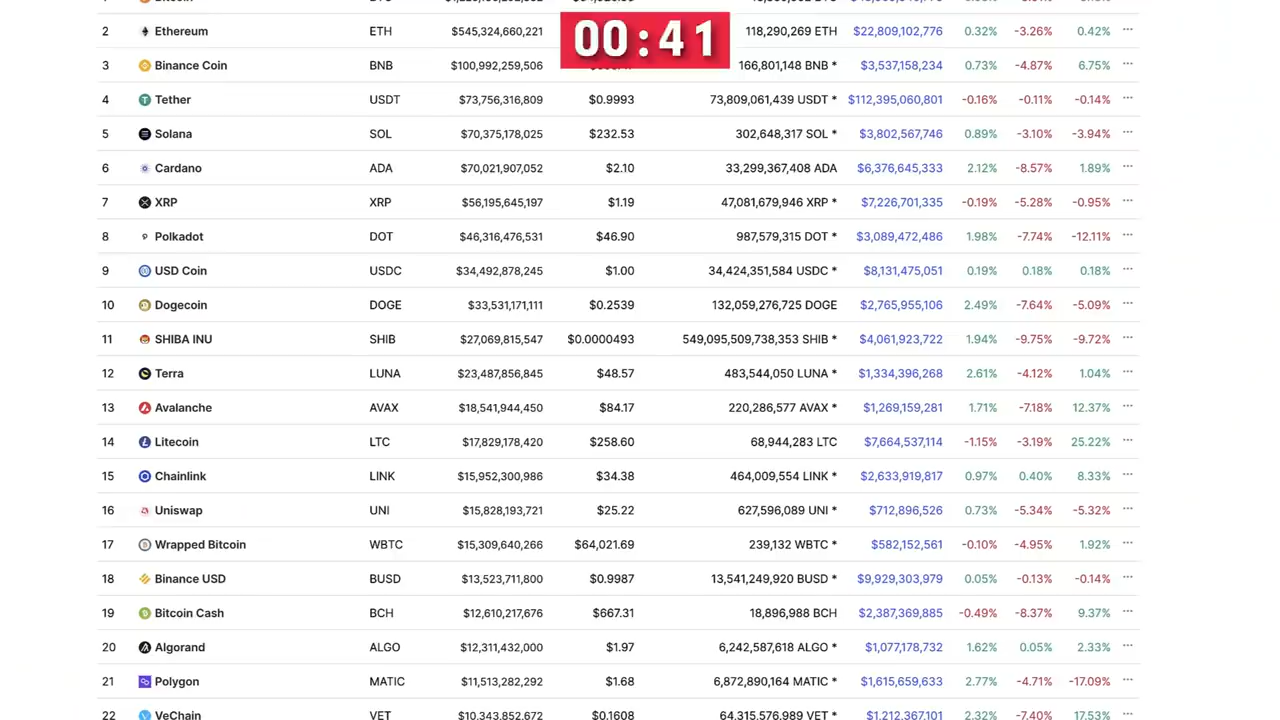 00:41
2 Ethereum ETH $545,324,660,221 118,290,269 ETH $22,809,102,776 0.32% -3.26% 0.42% ...
3 Binance Coin BNB $100,992,259,506 166,801,148 BNB * $3,537,158,234 0.73% -4.87% 6.75% ...
4 Tether USDT $73,756,316,809 $0.9993 73,809,061,439 USDT * $112,395,060,801 -0.16% -0.11% -0.14% ...
5 Solana SOL $70,375,178,025 $232.53 302,648,317 SOL * $3,802,567,746 0.89% -3.10% -3.94% ...
6 Cardano ADA $70,021,907,052 $2.10 33,299,367,408 ADA $6,376,645,333 2.12% -8.57% 1.89% ...
7 XRP XRP $56,195,645,197 $1.19 47,081,679,946 XRP * $7,226,701,335 -0.19% -5.28% -0.95% ...
8 Polkadot DOT $46,316,476,531 $46.90 987,579,315 DOT * $3,089,472,486 1.98% -7.74% -12.11% ...
9 USD Coin USDC $34,492,878,245 $1.00 34,424,351,584 USDC * $8,131,475,051 0.19% 0.18% 0.18% ...
10 Dogecoin DOGE $33,531,171,111 $0.2539 132,059,276,725 DOGE $2,765,955,106 2.49% -7.64% -5.09% ...
11 SHIBA INU SHIB $27,069,815,547 $0.0000493 549,095,509,738,353 SHIB * $4,061,923,722 1.94% -9.75% -9.72% ...
12 Terra LUNA $23,487,856,845 $48.57 483,544,050 LUNA * $1,334,396,268 2.61% -4.12% 1.04% ...
13 Avalanche AVAX $18,541,944,450 $84.17 220,286,577 AVAX * $1,269,159,281 1.71% -7.18% 12.37% ...
14 Litecoin LTC $17,829,178,420 $258.60 68,944,283 LTC $7,664,537,114 -1.15% -3.19% 25.22% ...
15 Chainlink LINK $15,952,300,986 $34.38 464,009,554 LINK * $2,633,919,817 0.97% 0.40% 8.33% ...
16 Uniswap UNI $15,828,193,721 $25.22 627,596,089 UNI * $712,896,526 0.73% -5.34% -5.32% ...
17 Wrapped Bitcoin WBTC $15,309,640,266 $64,021.69 239,132 WBTC * $582,152,561 -0.10% -4.95% 1.92% ...
18 Binance USD BUSD $13,523,711,800 $0.9987 13,541,249,920 BUSD * $9,929,303,979 0.05% -0.13% -0.14% ...
19 Bitcoin Cash BCH $12,610,217,676 $667.31 18,896,988 BCH $2,387,369,885 -0.49% -8.37% 9.37% ...
20 Algorand ALGO $12,311,432,000 $1.97 6,242,587,618 ALGO * $1,077,178,732 1.62% 0.05% 2.33% ...
21 Polygon MATIC $11,513,282,292 $1.68 6,872,890,164 MATIC * $1,615,659,633 2.77% -4.71% -17.09% ...
22 VeChain VET $10,343,852,672 $0.1608 64,315,576,989 VET * $1,212,367,101 2.32% -7.40% 17.53% ...